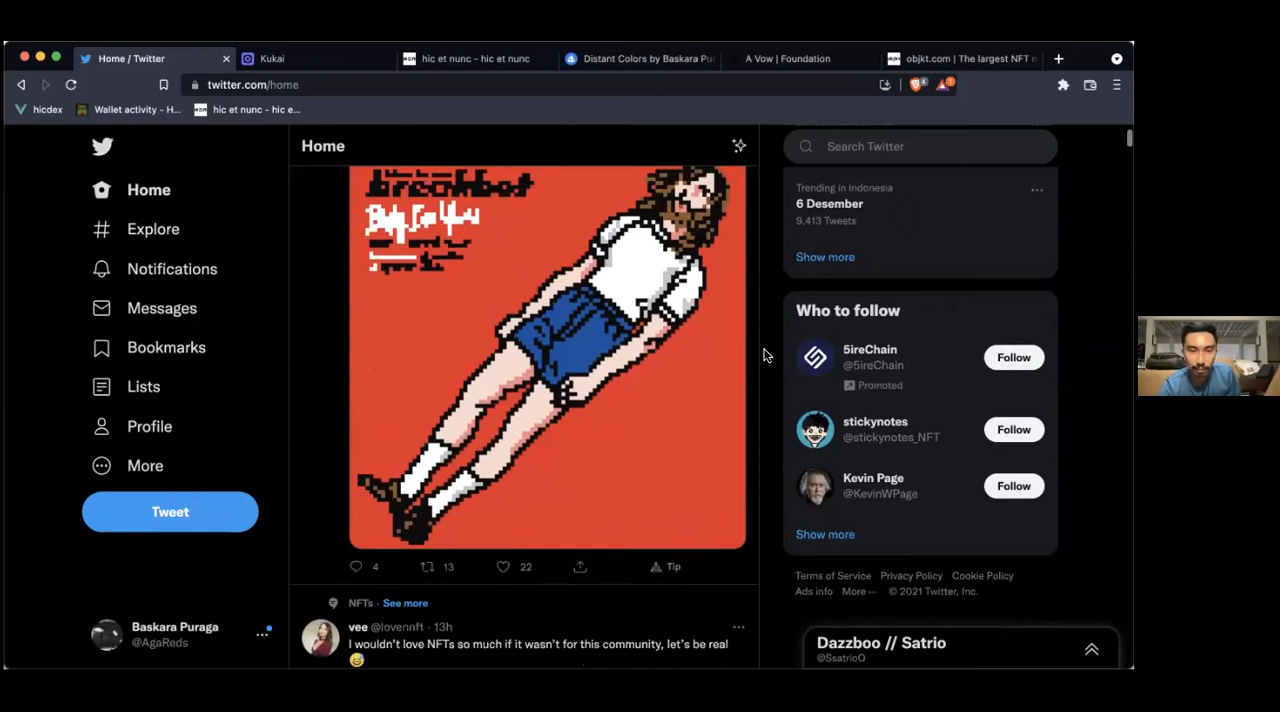 Home / Twitter
Kukai
hic et nunc - hic et nunc
Distant Colors by Baskara Pu
A Vow | Foundation
objkt.com | The largest NFT
twitter.com/home
4
1
hicdex
Wallet activity - H...
hic et nunc - hic e...
Home
Explore
Notifications
Messages
Bookmarks
Lists
Profile
More
Tweet
Baskara Puraga
@AgaReds
Home
4
13
22
Tip
NFTs · See more
vee @lovennft · 13h
I wouldn't love NFTs so much if it wasn't for this community, let's be real
Search Twitter
Trending in Indonesia
6 Desember
9,413 Tweets
Show more
Who to follow
5ireChain
@5ireChain
Promoted
Follow
stickynotes
@stickynotes_NFT
Follow
Kevin Page
@KevinWPage
Follow
Show more
Terms of Service Privacy Policy Cookie Policy
Ads info More ··· © 2021 Twitter, Inc.
Dazzboo // Satrio
@SsatrioO